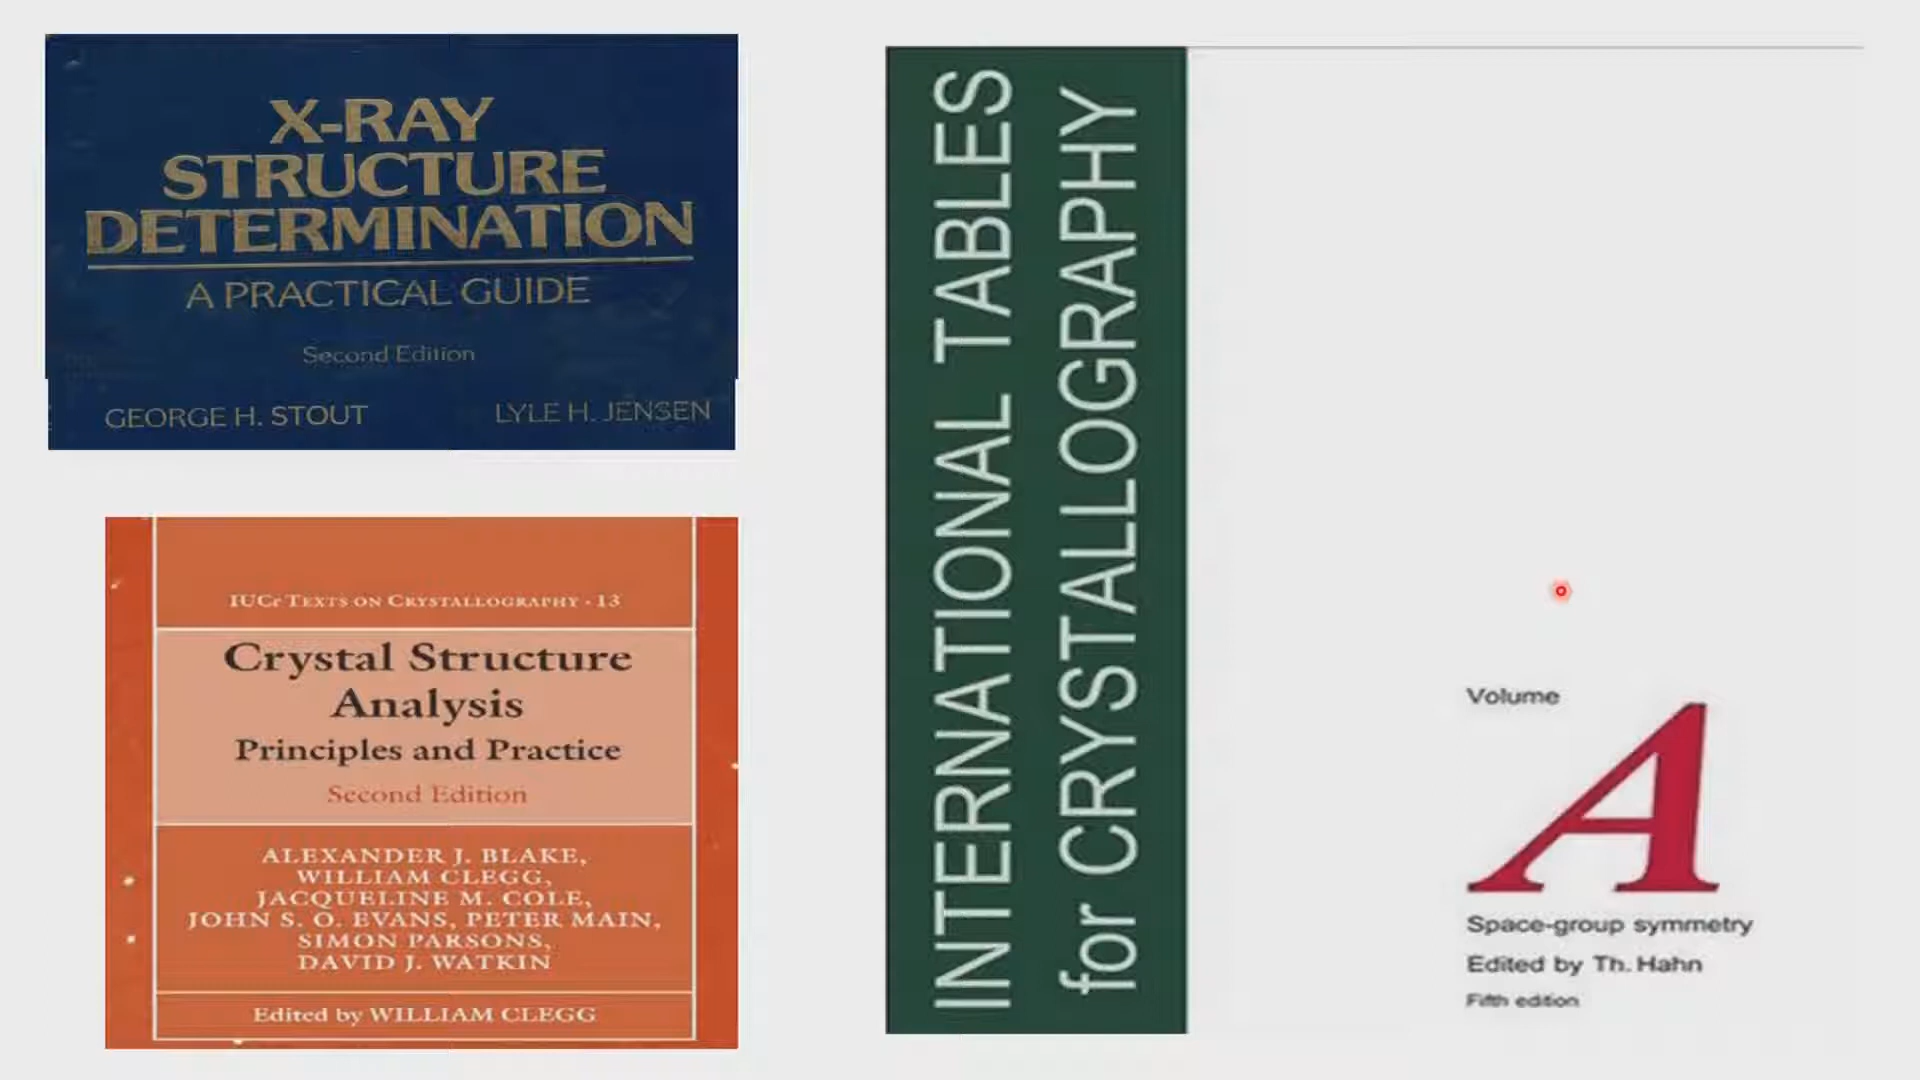 X-RAY
STRUCTURE
DETERMINATION
A PRACTICAL GUIDE
Second Edition
GEORGE H. STOUT LYLE H. JENSEN
IUCr TEXTS ON CRYSTALLOGRAPHY · 13
Crystal Structure
Analysis
Principles and Practice
Second Edition
ALEXANDER J. BLAKE,
WILLIAM CLEGG,
JACQUELINE M. COLE,
JOHN S. O. EVANS, PETER MAIN,
SIMON PARSONS,
DAVID J. WATKIN
Edited by WILLIAM CLEGG
INTERNATIONAL TABLES
for CRYSTALLOGRAPHY
Volume
A
Space-group symmetry
Edited by Th. Hahn
Fifth edition